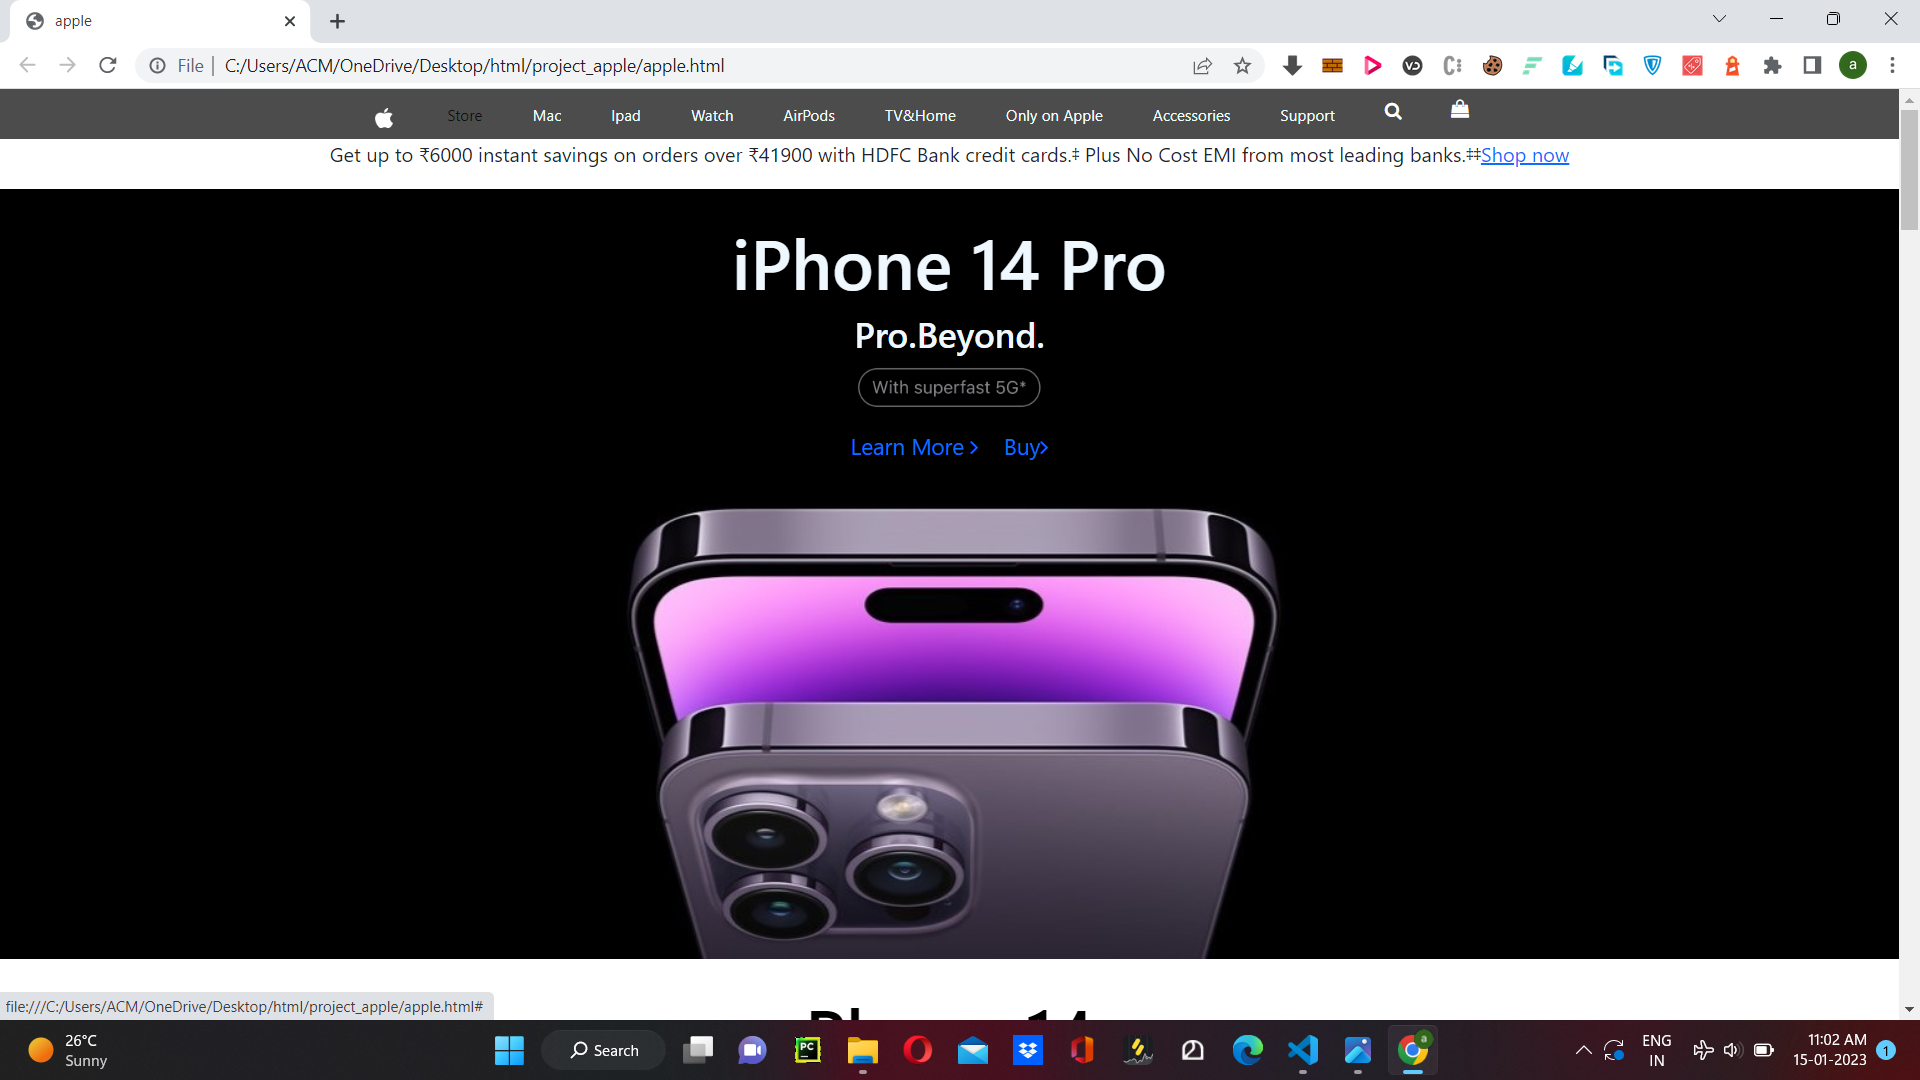 apple
File
C:/Users/ACM/OneDrive/Desktop/html/project_apple/apple.html
a
Store Mac Ipad Watch AirPods TV&Home Only on Apple Accessories Support
Get up to ₹6000 instant savings on orders over ₹41900 with HDFC Bank credit cards.‡ Plus No Cost EMI from most leading banks.‡‡Shop now
iPhone 14 Pro
Pro.Beyond.
With superfast 5G*
Learn More > Buy>
file:///C:/Users/ACM/OneDrive/Desktop/html/project_apple/apple.html#
26°C
Sunny
Search
PC
a
ENG
IN
11:02 AM
15-01-2023
1